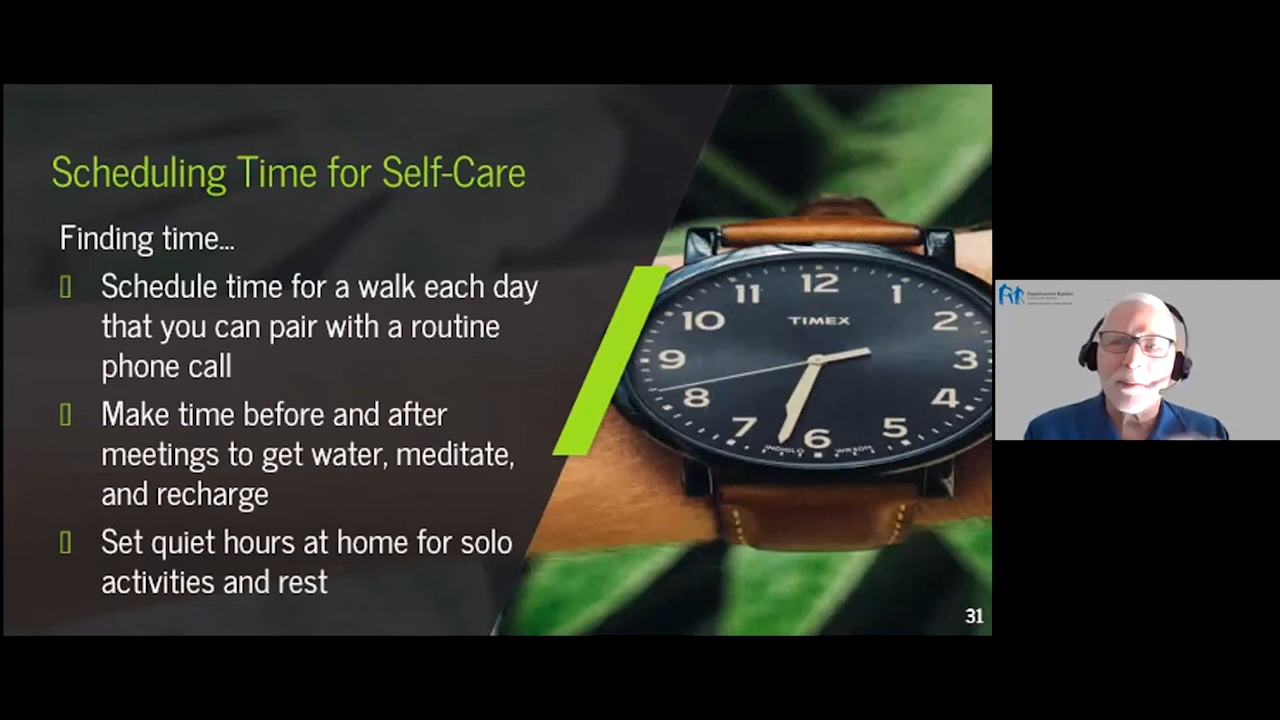 Scheduling Time for Self-Care
Finding time...
Schedule time for a walk each day
that you can pair with a routine
phone call
Make time before and after
meetings to get water, meditate,
and recharge
Set quiet hours at home for solo
activities and rest
12
11
1
10
TIMEX
2
9
3
8
4
7
5
6
INDIGLO
WR30M
31